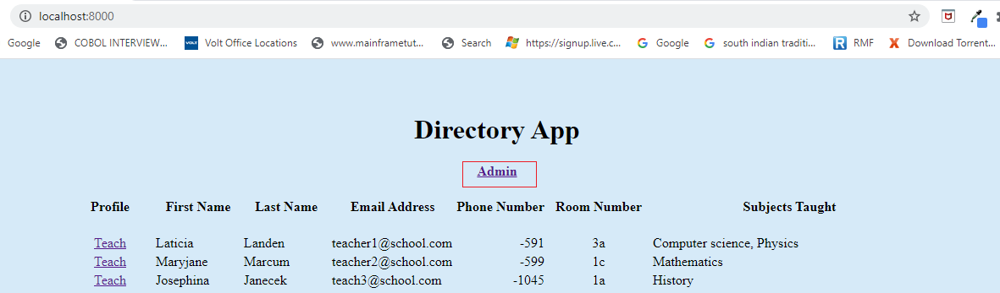 localhost:8000
Google COBOL INTERVIEW... VOLT Volt Office Locations www.mainframetut... Search https://signup.live.c... G Google G south indian traditi... R RMF X Download Torrent...
Directory App
Admin
Profile First Name Last Name Email Address Phone Number Room Number Subjects Taught
Teach Laticia Landen teacher1@school.com -591 3a Computer science, Physics
Teach Maryjane Marcum teacher2@school.com -599 1c Mathematics
Teach Josephina Janecek teach3@school.com -1045 1a History